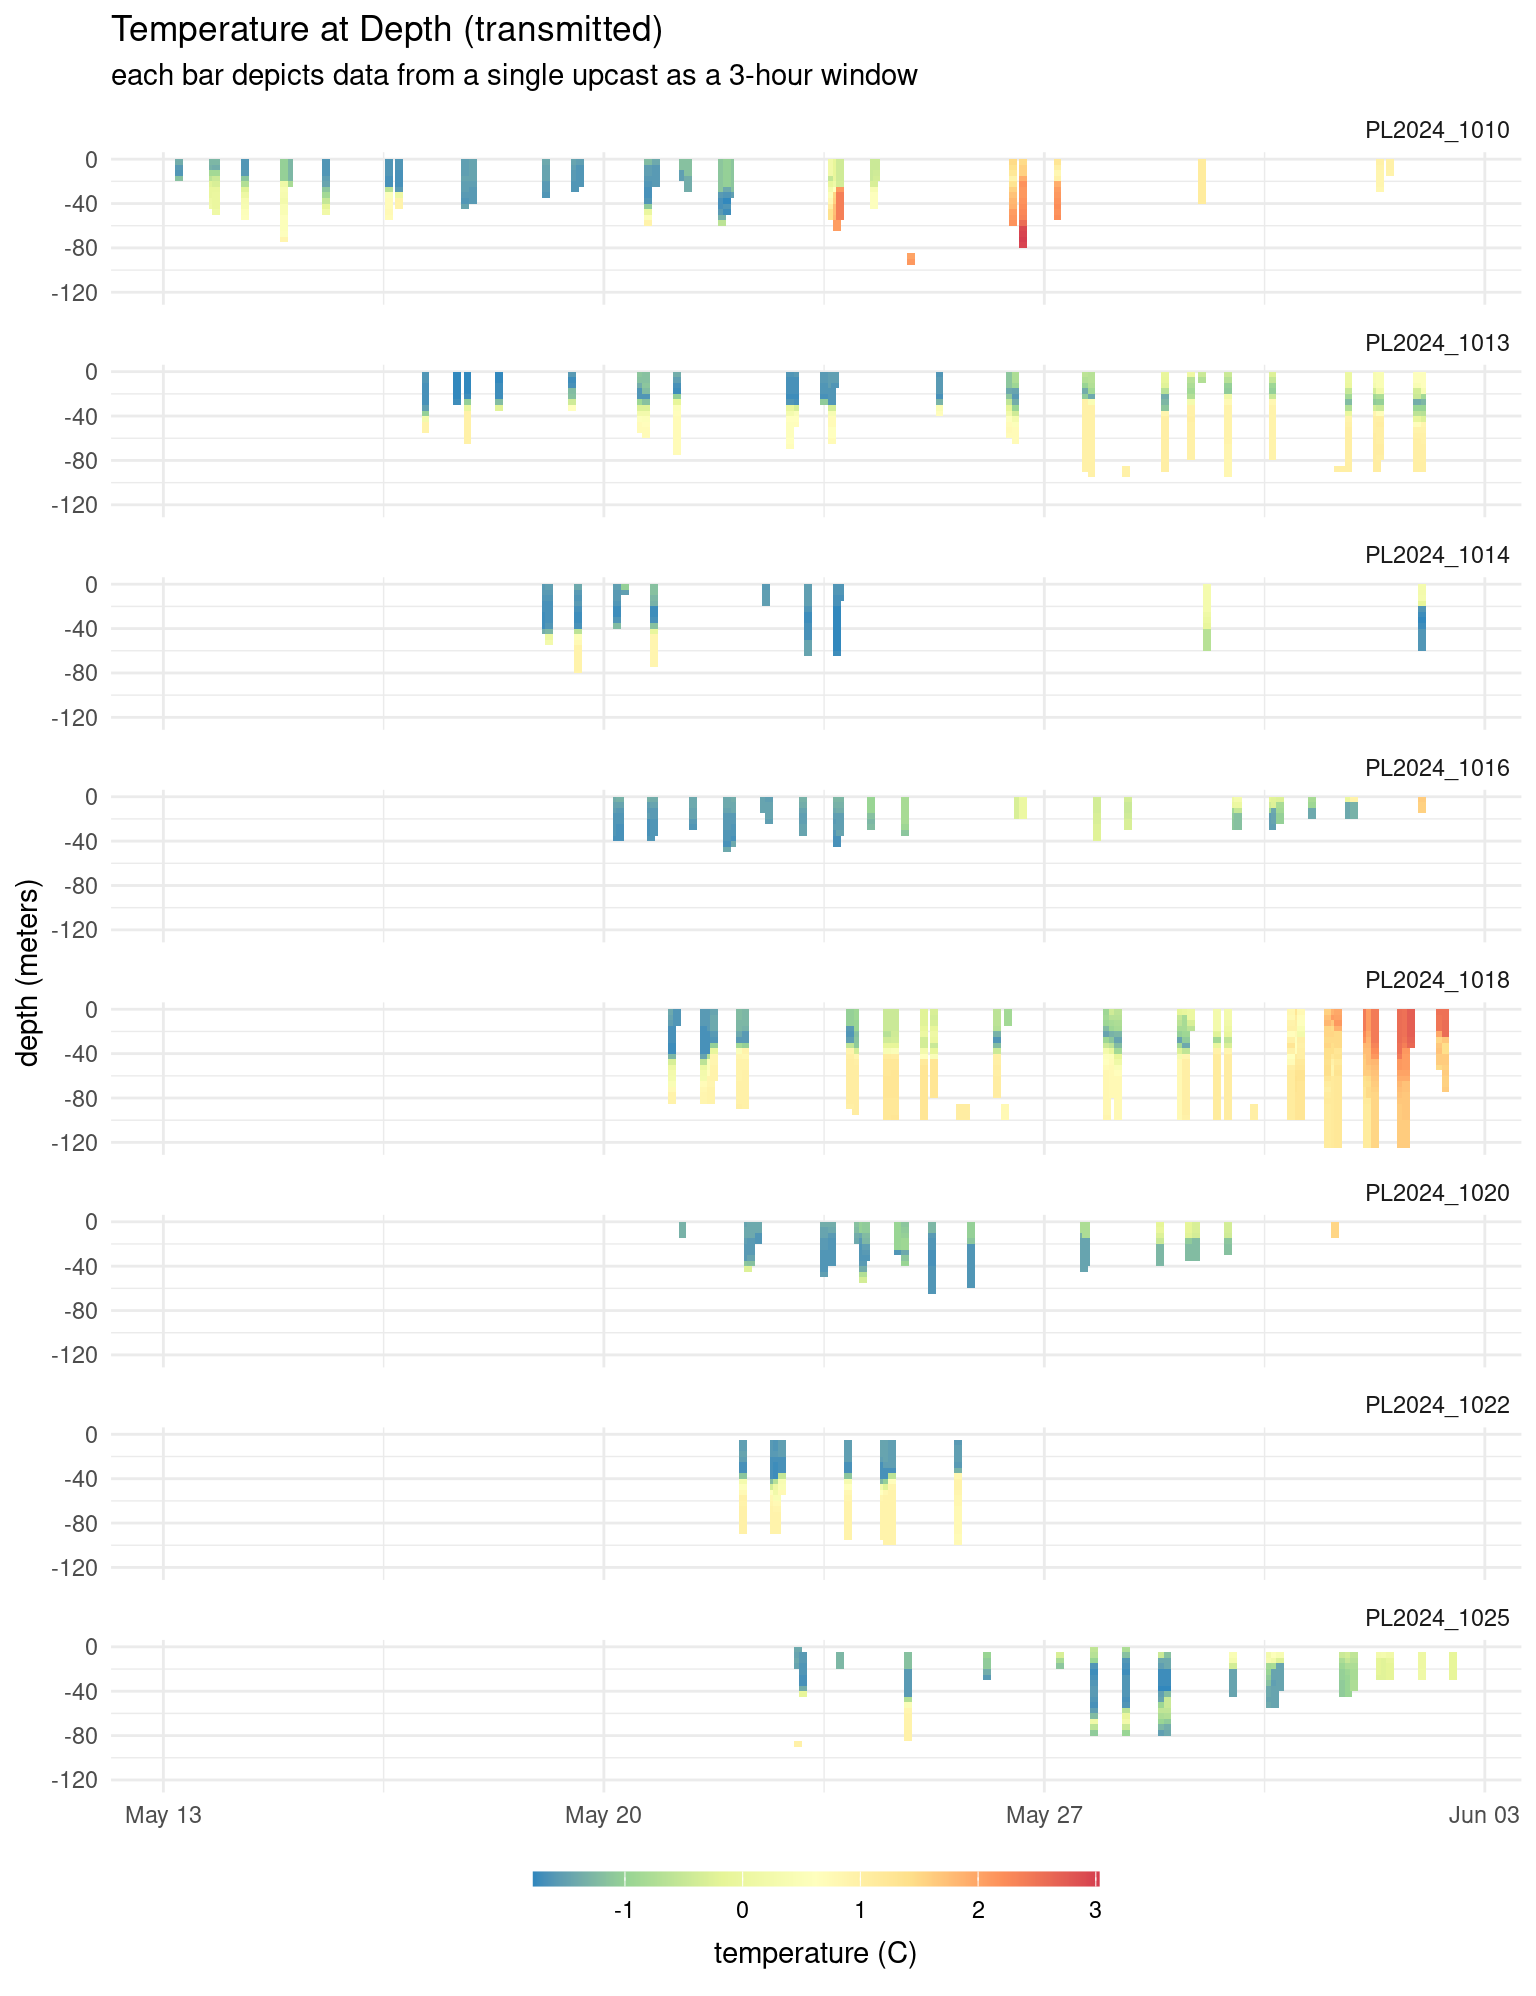 Temperature at Depth (transmitted)
each bar depicts data from a single upcast as a 3-hour window
PL2024_1010
0
-40
-80
-120
PL2024_1013
0
-40
-80
-120
PL2024_1014
0
-40
-80
-120
PL2024_1016
0
-40
-80
-120
depth (meters)
PL2024_1018
0
-40
-80
-120
PL2024_1020
0
-40
-80
-120
PL2024_1022
0
-40
-80
-120
PL2024_1025
0
-40
-80
-120
May 13 May 20 May 27 Jun 03
-1 0 1 2 3
temperature (C)